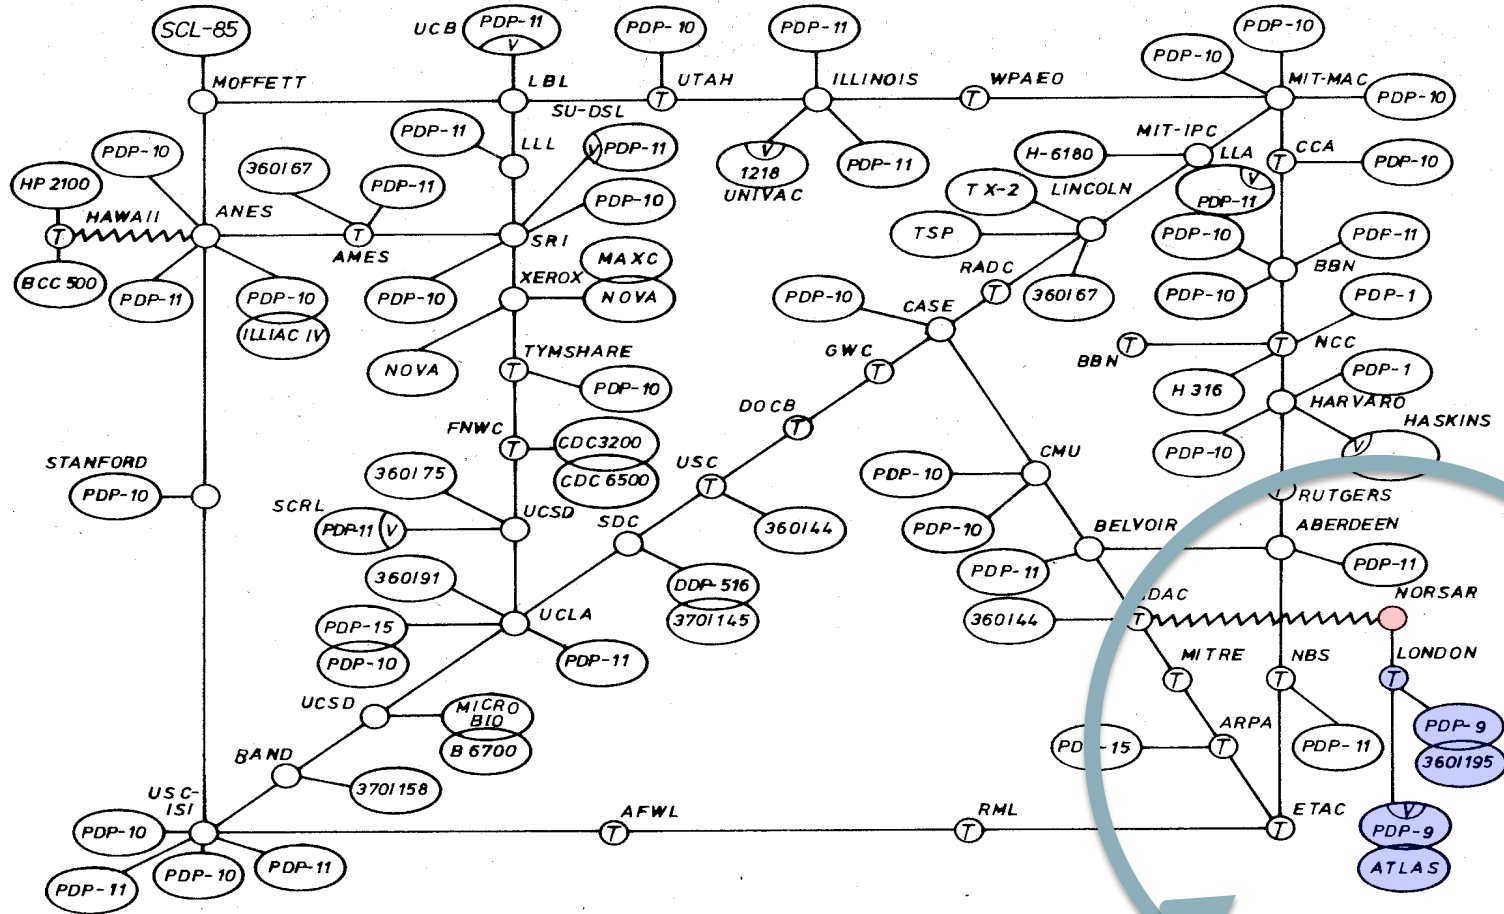 SCL-85
UCB
PDP-11
V
PDP-10
PDP-11
PDP-10
PDP-10
MOFFETT
LBL
SU-DSL
UTAH
ILLINOIS
WPAEO
MIT-MAC
PDP-10
T
T
PDP-11
LLL
V
PDP-11
V
1218
UNIVAC
PDP-11
MIT-IPC
H-6180
LLA
V
PDP-11
T
CCA
PDP-10
PDP-10
360/67
PDP-11
HP 2100
HAWAII
T
BCC 500
ANES
T
AMES
PDP-11
PDP-10
ILLIAC IV
SRI
PDP-10
PDP-10
TX-2
LINCOLN
TSP
RADC
T
360/67
PDP-10
PDP-11
BBN
PDP-10
XEROX
MAXC
NOVA
NOVA
PDP-10
CASE
GWC
T
BBN
T
T
NCC
PDP-1
H 316
TYMSHARE
T
PDP-10
DOCB
T
PDP-1
HARVARO
HASKINS
V
PDP-10
FNWC
T
CDC3200
CDC 6500
STANFORD
PDP-10
USC
T
360/44
CMU
PDP-10
PDP-10
T
RUTGERS
360/75
SCRL
PDP-11
V
UCSD
SDC
DDP-516
370/145
BELVOIR
PDP-11
ABERDEEN
PDP-11
360/91
PDP-15
PDP-10
UCLA
PDP-11
360/44
DAC
T
NORSAR
MITRE
T
NBS
T
PDP-11
LONDON
T
PDP-9
360/195
UCSD
MICRO
BIO
B 6700
ARPA
T
PDP-15
BAND
370/158
USC-
ISI
PDP-10
PDP-11
PDP-10
PDP-11
AFWL
T
RML
T
ETAC
T
V
PDP-9
ATLAS